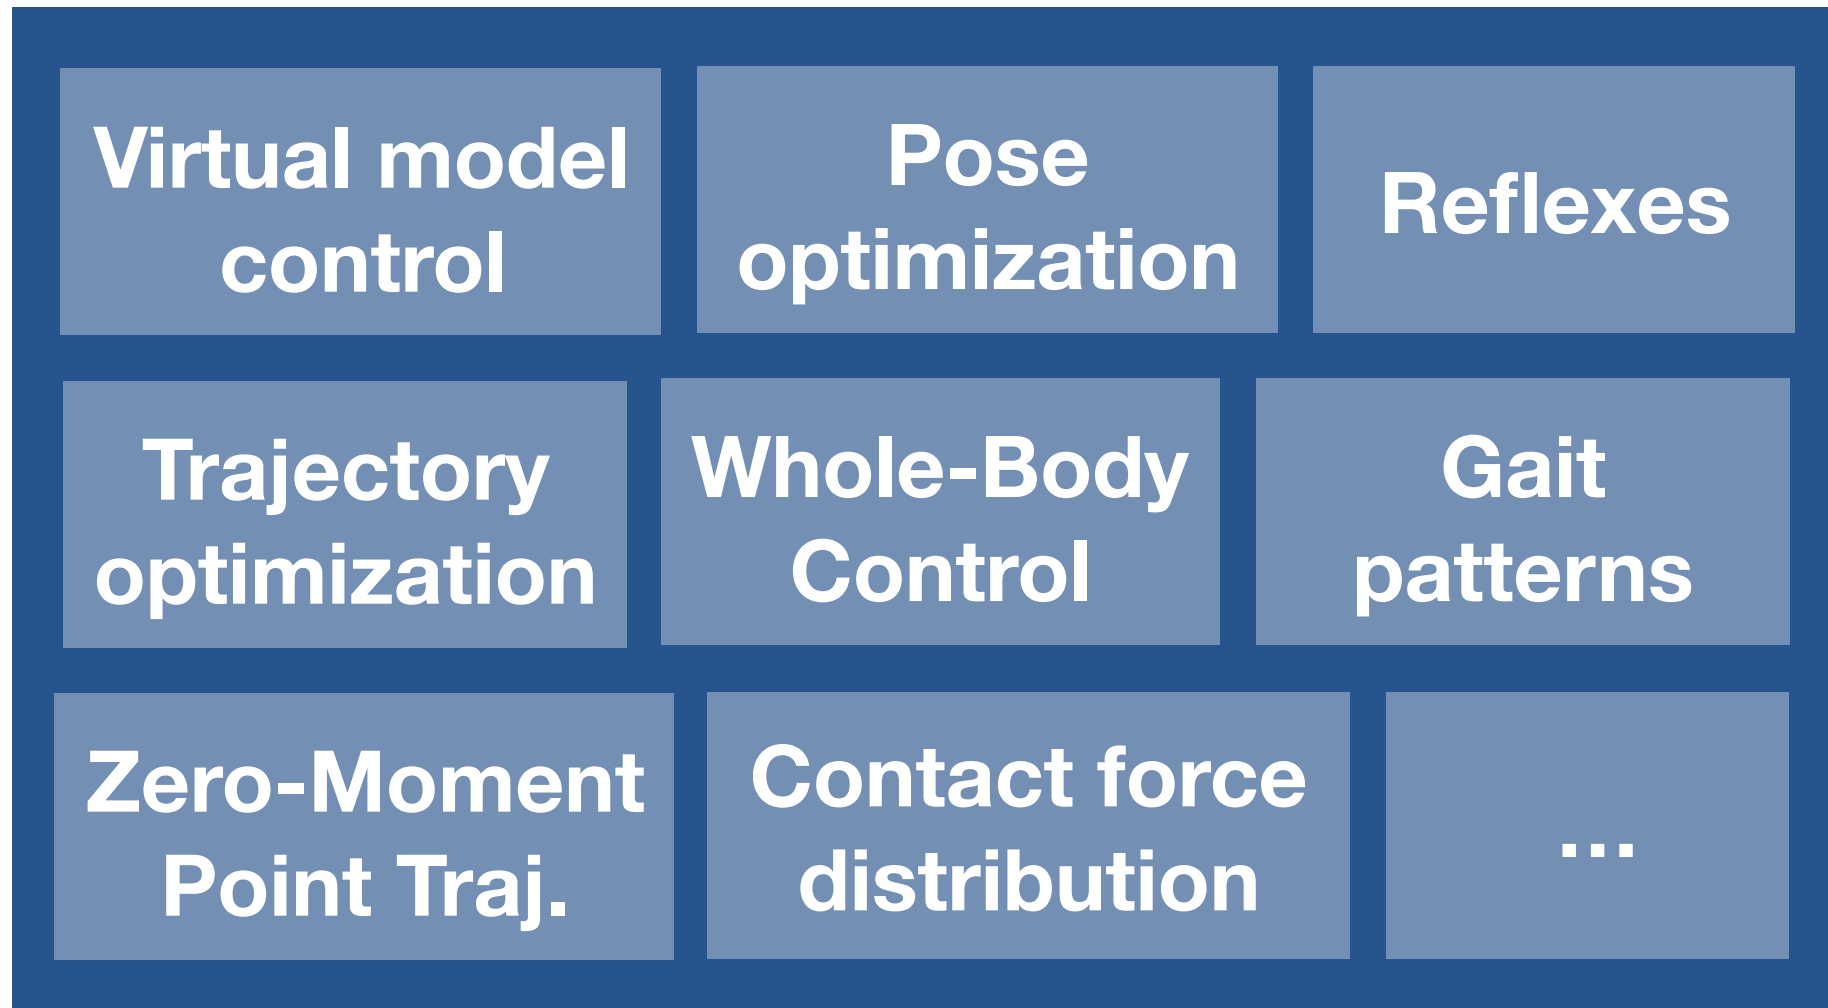 Virtual model
control
Pose
optimization
Reflexes
Trajectory
optimization
Whole-Body
Control
Gait
patterns
Zero-Moment
Point Traj.
Contact force
distribution
...